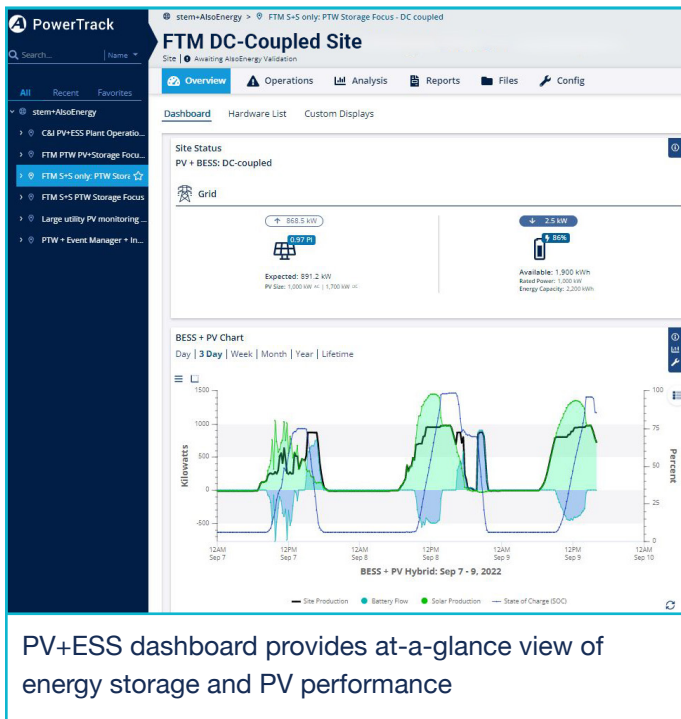 PowerTrack
Search...
Name
All Recent Favorites
stem+AlsoEnergy
C&I PV+ESS Plant Operatio...
FTM PTW PV+Storage Focu...
FTM S+S only: PTW Stora
FTM S+S PTW Storage Focus
Large utility PV monitoring ...
PTW + Event Manager + In...
stem+AlsoEnergy > FTM S+S only: PTW Storage Focus - DC coupled
FTM DC-Coupled Site
Site | Awaiting AlsoEnergy Validation
Overview Operations Analysis Reports Files Config
Dashboard Hardware List Custom Displays
Site Status
PV + BESS: DC-coupled
Grid
868.5 kW
0.97 PI
Expected: 891.2 kW
PV Size: 1,000 kW AC | 1,700 kW DC
2.5 kW
86%
Available: 1,900 kWh
Rated Power: 1,000 kW
Energy Capacity: 2,200 kWh
BESS + PV Chart
Day | 3 Day | Week | Month | Year | Lifetime
Kilowatts
1500
1000
500
0
-500
100
75
50
25
0
Percent
12AM 12PM 12AM 12PM 12AM 12PM 12AM
Sep 7 Sep 7 Sep 8 Sep 8 Sep 9 Sep 9 Sep 10
BESS + PV Hybrid: Sep 7 - 9, 2022
Site Production Battery Flow Solar Production State of Charge (SOC)
PV+ESS dashboard provides at-a-glance view of
energy storage and PV performance